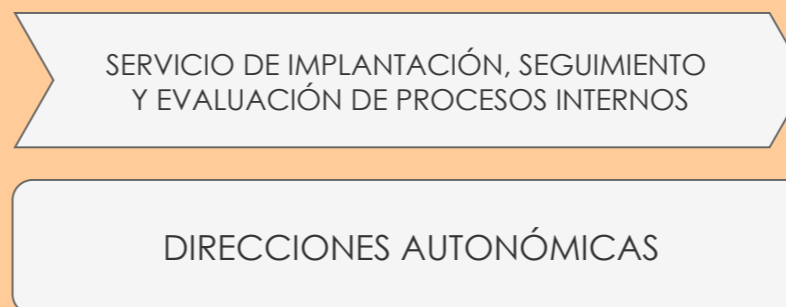 SERVICIO DE IMPLANTACIÓN, SEGUIMIENTO
Y EVALUACIÓN DE PROCESOS INTERNOS
DIRECCIONES AUTONÓMICAS